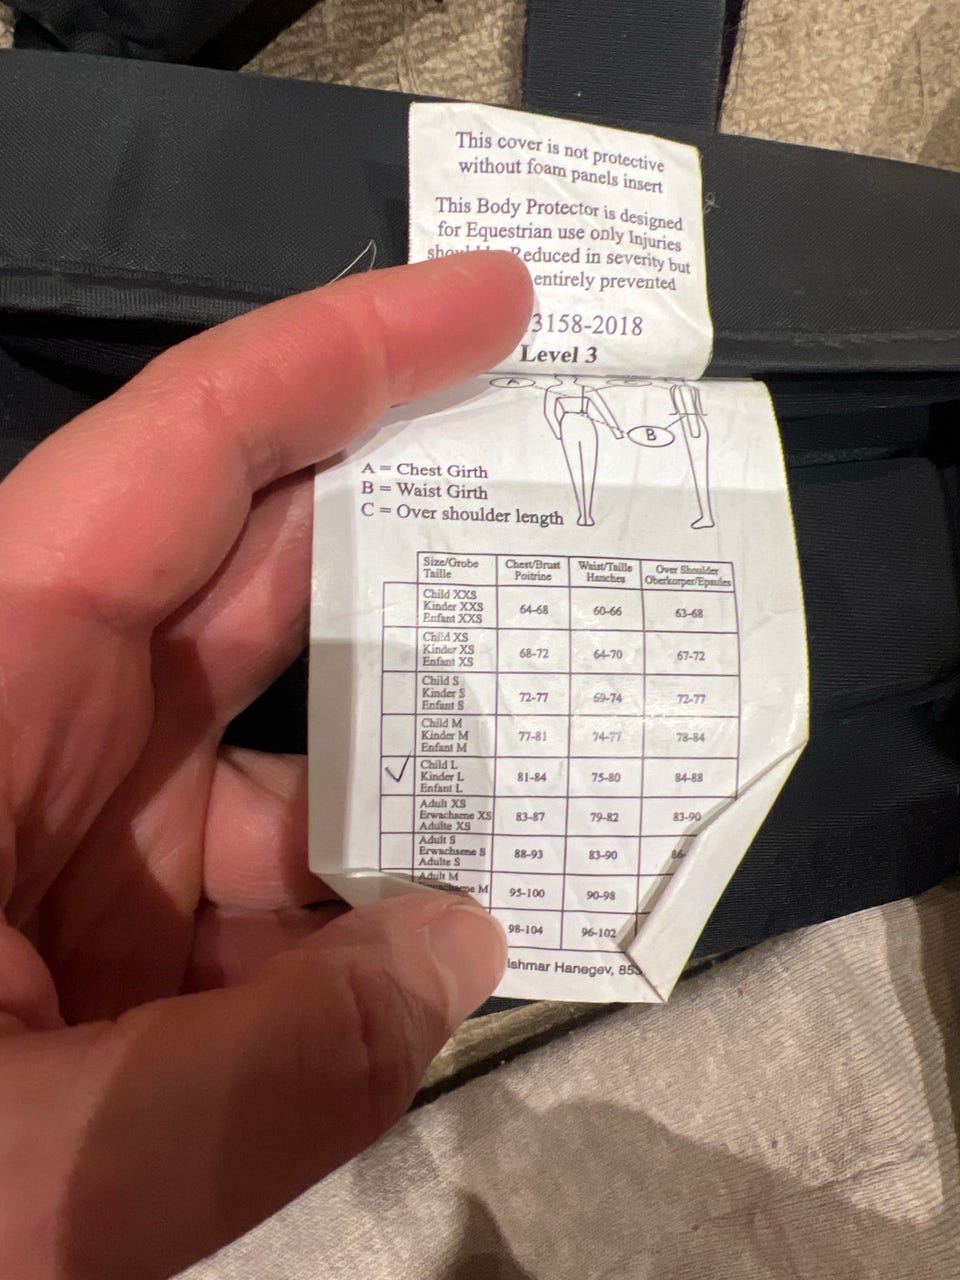 This cover is not protective
without foam panels insert
This Body Protector is designed
for Equestrian use only Injuries
Reduced in severity but
entirely prevented
3158-2018
Level 3
A
B
A = Chest Girth
B = Waist Girth
C = Over shoulder length
Size/Grobe Taille Chest/Brust Poitrine Waist/Taille Hanches Over Shoulder Oberkorper/Epaules
Child XXS
Kinder XXS 64-68 60-66 63-68
Enfant XXS
Child XS
Kinder XS 68-72 64-70 67-72
Enfant XS
Child S
Kinder S 72-77 69-74 72-77
Enfant S
Child M
Kinder M 77-81 74-77 78-84
Enfant M
✓ Child L
Kinder L 81-84 75-80 84-88
Enfant L
Adult XS
Erwachsene XS 83-87 79-82 83-90
Adulte XS
Adult S
Erwachsene S 88-93 83-90 86-
Adulte S
Adult M
M 95-100 90-98
98-104 96-102
Ishmar Hanegev, 853